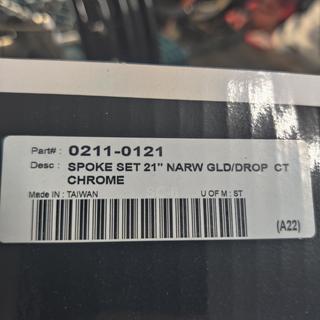 Part# : 0211-0121
Desc : SPOKE SET 21" NARW GLD/DROP CT
CHROME
Made IN : TAIWAN U OF M : ST
(A22)